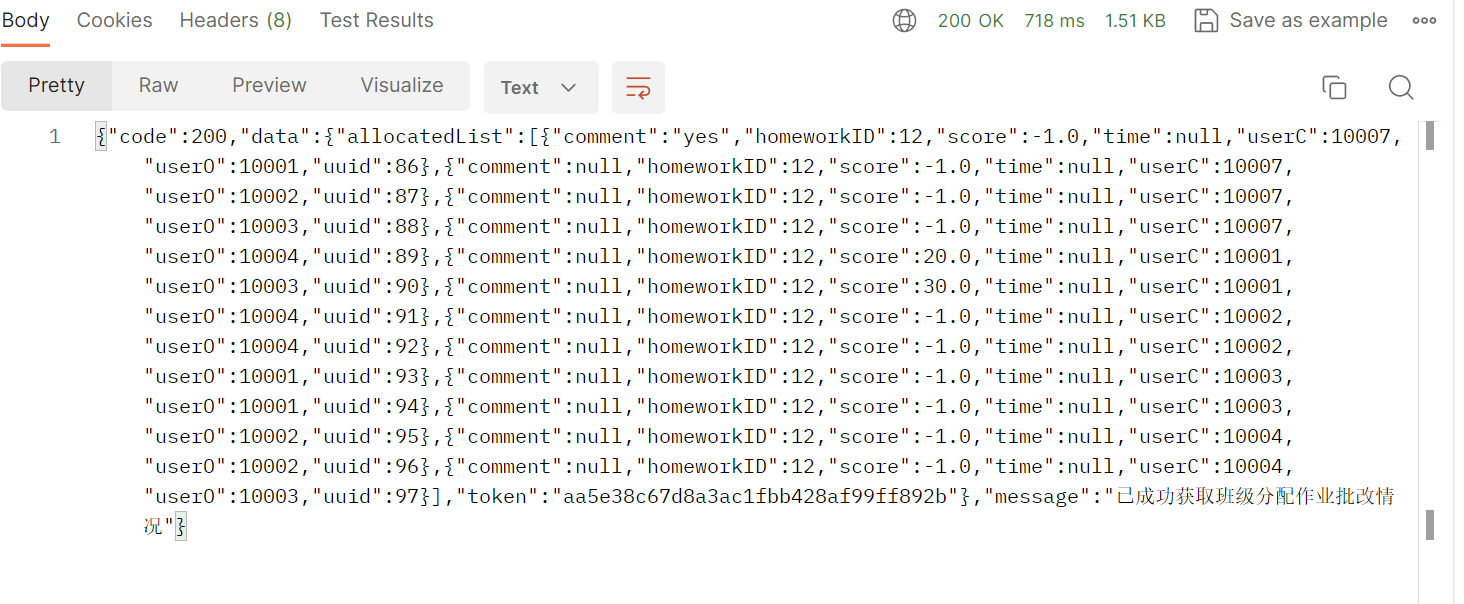 Body Cookies Headers (8) Test Results 200 OK 718 ms 1.51 KB Save as example
Pretty Raw Preview Visualize Text
1 {"code":200,"data":{"allocatedList":[{"comment":"yes","homeworkID":12,"score":-1.0,"time":null,"userC":10007,
"userO":10001,"uuid":86},{"comment":null,"homeworkID":12,"score":-1.0,"time":null,"userC":10007,
"userO":10002,"uuid":87},{"comment":null,"homeworkID":12,"score":-1.0,"time":null,"userC":10007,
"userO":10003,"uuid":88},{"comment":null,"homeworkID":12,"score":-1.0,"time":null,"userC":10007,
"userO":10004,"uuid":89},{"comment":null,"homeworkID":12,"score":20.0,"time":null,"userC":10001,
"userO":10003,"uuid":90},{"comment":null,"homeworkID":12,"score":30.0,"time":null,"userC":10001,
"userO":10004,"uuid":91},{"comment":null,"homeworkID":12,"score":-1.0,"time":null,"userC":10002,
"userO":10004,"uuid":92},{"comment":null,"homeworkID":12,"score":-1.0,"time":null,"userC":10002,
"userO":10001,"uuid":93},{"comment":null,"homeworkID":12,"score":-1.0,"time":null,"userC":10003,
"userO":10001,"uuid":94},{"comment":null,"homeworkID":12,"score":-1.0,"time":null,"userC":10003,
"userO":10002,"uuid":95},{"comment":null,"homeworkID":12,"score":-1.0,"time":null,"userC":10004,
"userO":10002,"uuid":96},{"comment":null,"homeworkID":12,"score":-1.0,"time":null,"userC":10004,
"userO":10003,"uuid":97}],"token":"aa5e38c67d8a3ac1fbb428af99ff892b"},"message":"已成功获取班级分配作业批改情
况"}